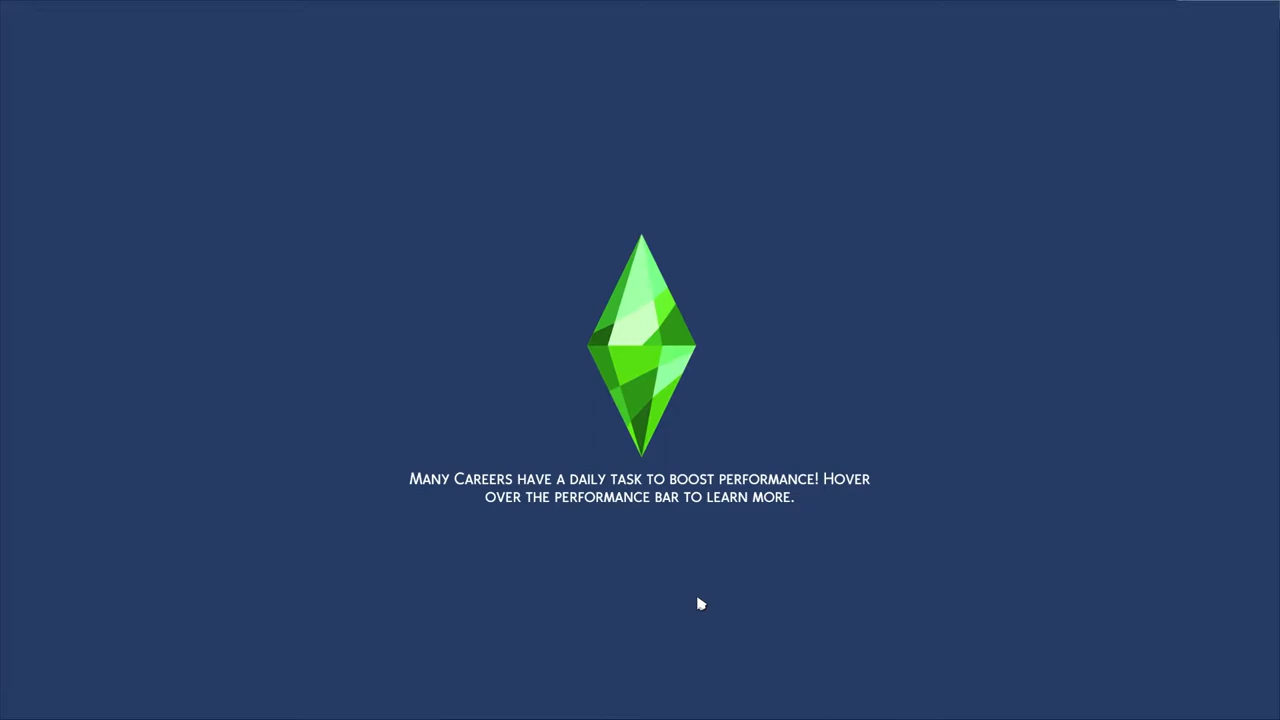 Many Careers have a daily task to boost performance! Hover
over the performance bar to learn more.